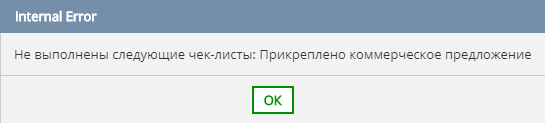 Internal Error
Не выполнены следующие чек-листы: Прикреплено коммерческое предложение
OK